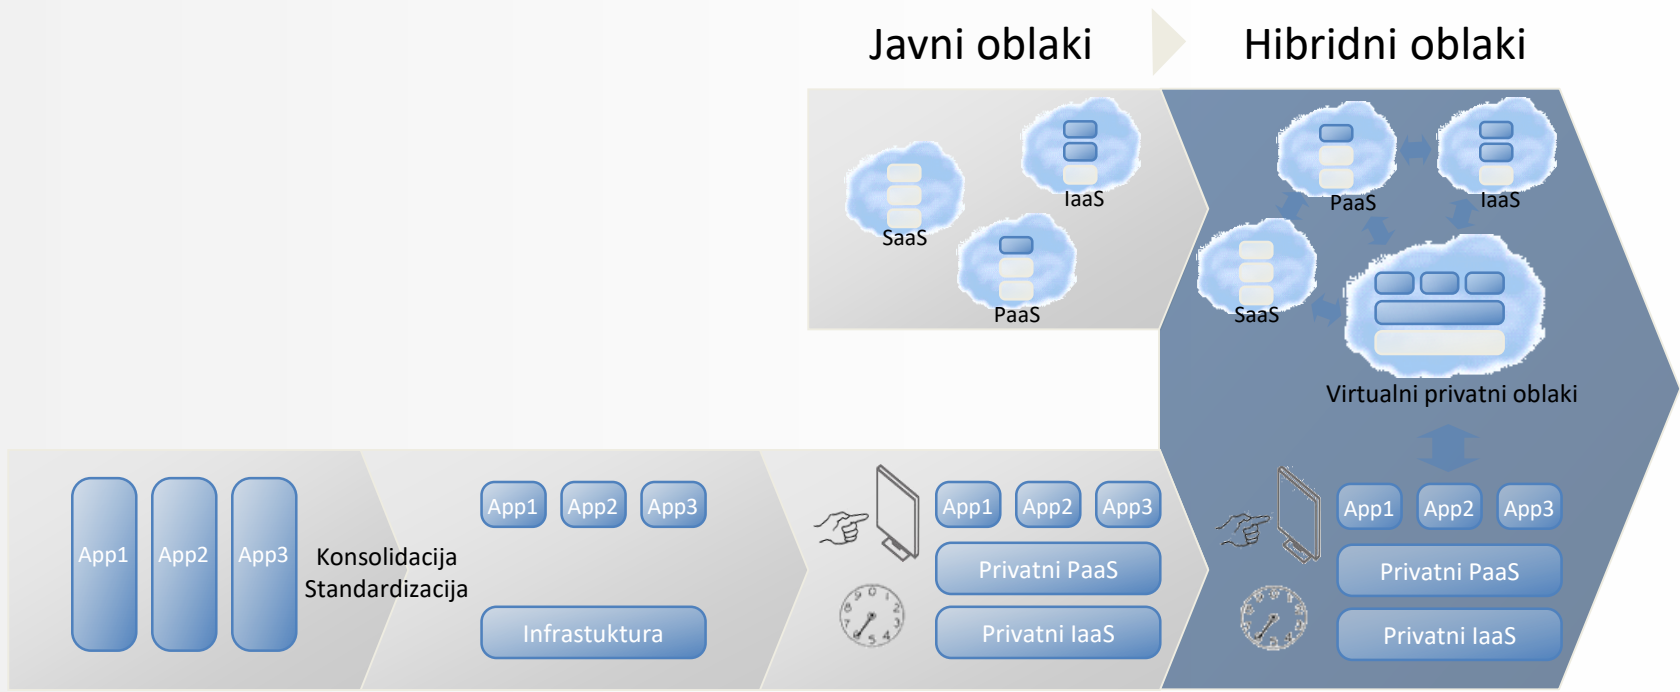 Javni oblaki
Hibridni oblaki
IaaS
SaaS
PaaS
PaaS
IaaS
SaaS
Virtualni privatni oblaki
App1
App2
App3
Konsolidacija
Standardizacija
App1
App2
App3
Infrastuktura
App1
App2
App3
Privatni PaaS
Privatni IaaS
App1
App2
App3
Privatni PaaS
Privatni IaaS